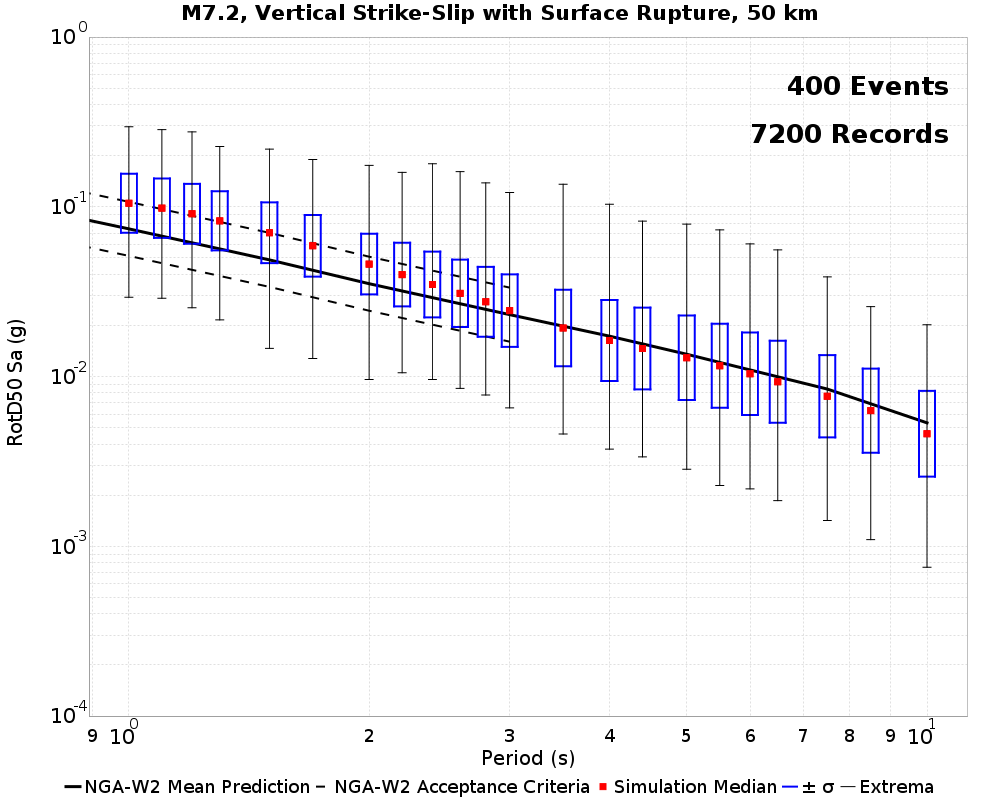 M7.2, Vertical Strike-Slip with Surface Rupture, 50 km
400 Events
7200 Records
RotD50 Sa (g)
10^0
10^-1
10^-2
10^-3
10^-4
9 10^0 2 3 4 5 6 7 8 9 10^1
Period (s)
NGA-W2 Mean Prediction NGA-W2 Acceptance Criteria Simulation Median ± σ Extrema